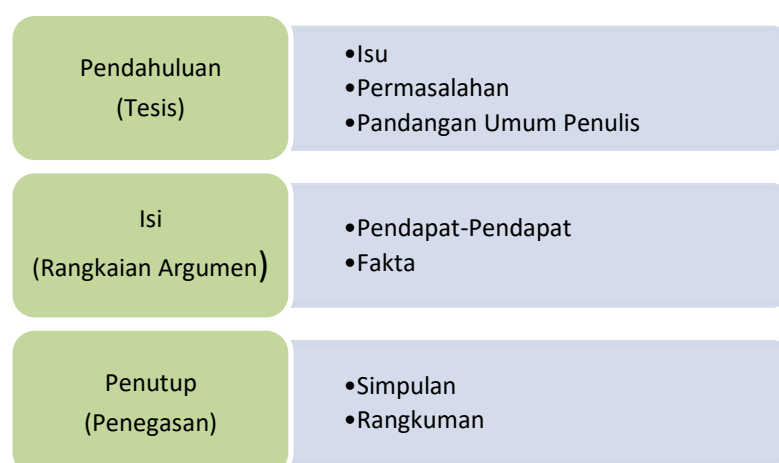 Pendahuluan
(Tesis)
•Isu
•Permasalahan
•Pandangan Umum Penulis
Isi
(Rangkaian Argumen)
•Pendapat-Pendapat
•Fakta
Penutup
(Penegasan)
•Simpulan
•Rangkuman